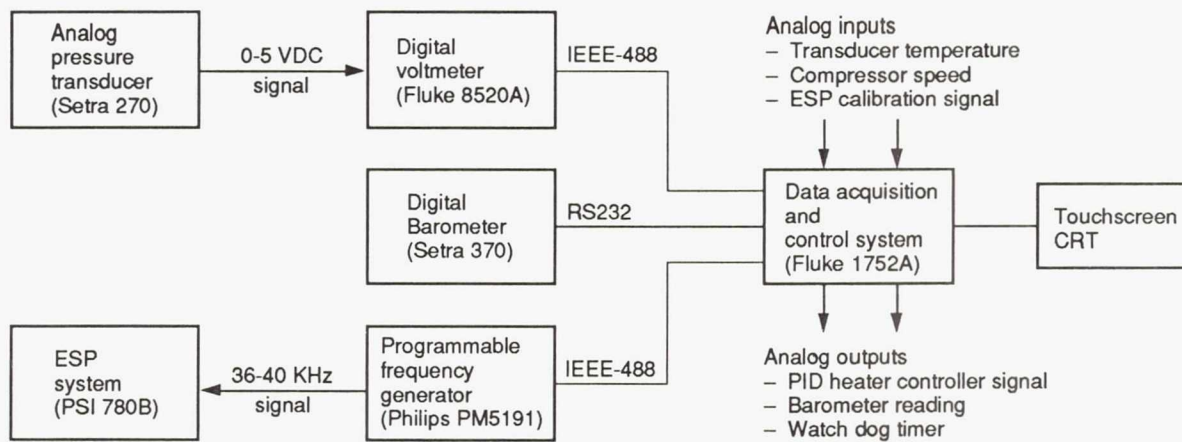 Analog
pressure
transducer
(Setra 270)
0-5 VDC
signal
Digital
voltmeter
(Fluke 8520A)
IEEE-488
Analog inputs
– Transducer temperature
– Compressor speed
– ESP calibration signal
Digital
Barometer
(Setra 370)
RS232
Data acquisition
and
control system
(Fluke 1752A)
Touchscreen
CRT
ESP
system
(PSI 780B)
36-40 KHz
signal
Programmable
frequency
generator
(Philips PM5191)
IEEE-488
Analog outputs
– PID heater controller signal
– Barometer reading
– Watch dog timer